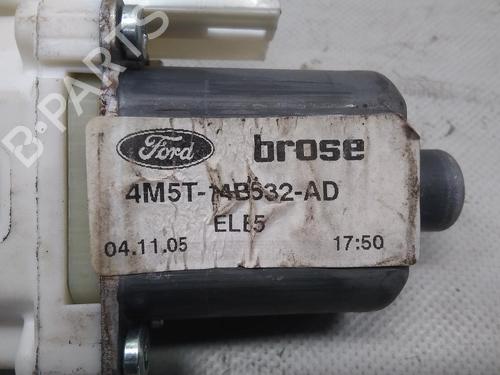 B-PARTS
Ford
brose
4M5T-14B532-AD
ELE5
04.11.05
17:50